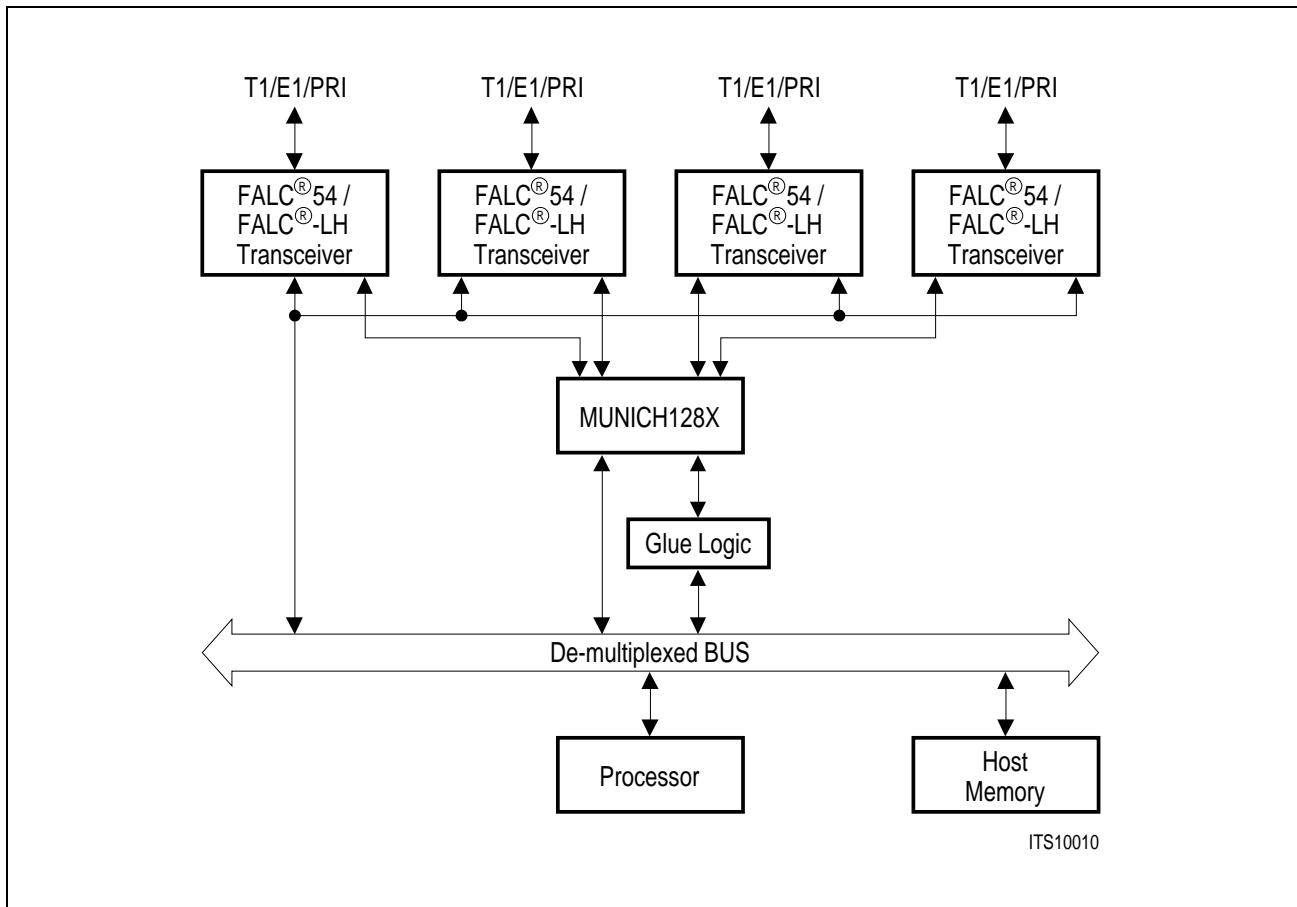 T1/E1/PRI
T1/E1/PRI
T1/E1/PRI
T1/E1/PRI
FALC®54 /
FALC®-LH
Transceiver
FALC®54 /
FALC®-LH
Transceiver
FALC®54 /
FALC®-LH
Transceiver
FALC®54 /
FALC®-LH
Transceiver
MUNICH128X
Glue Logic
De-multiplexed BUS
Processor
Host
Memory
ITS10010